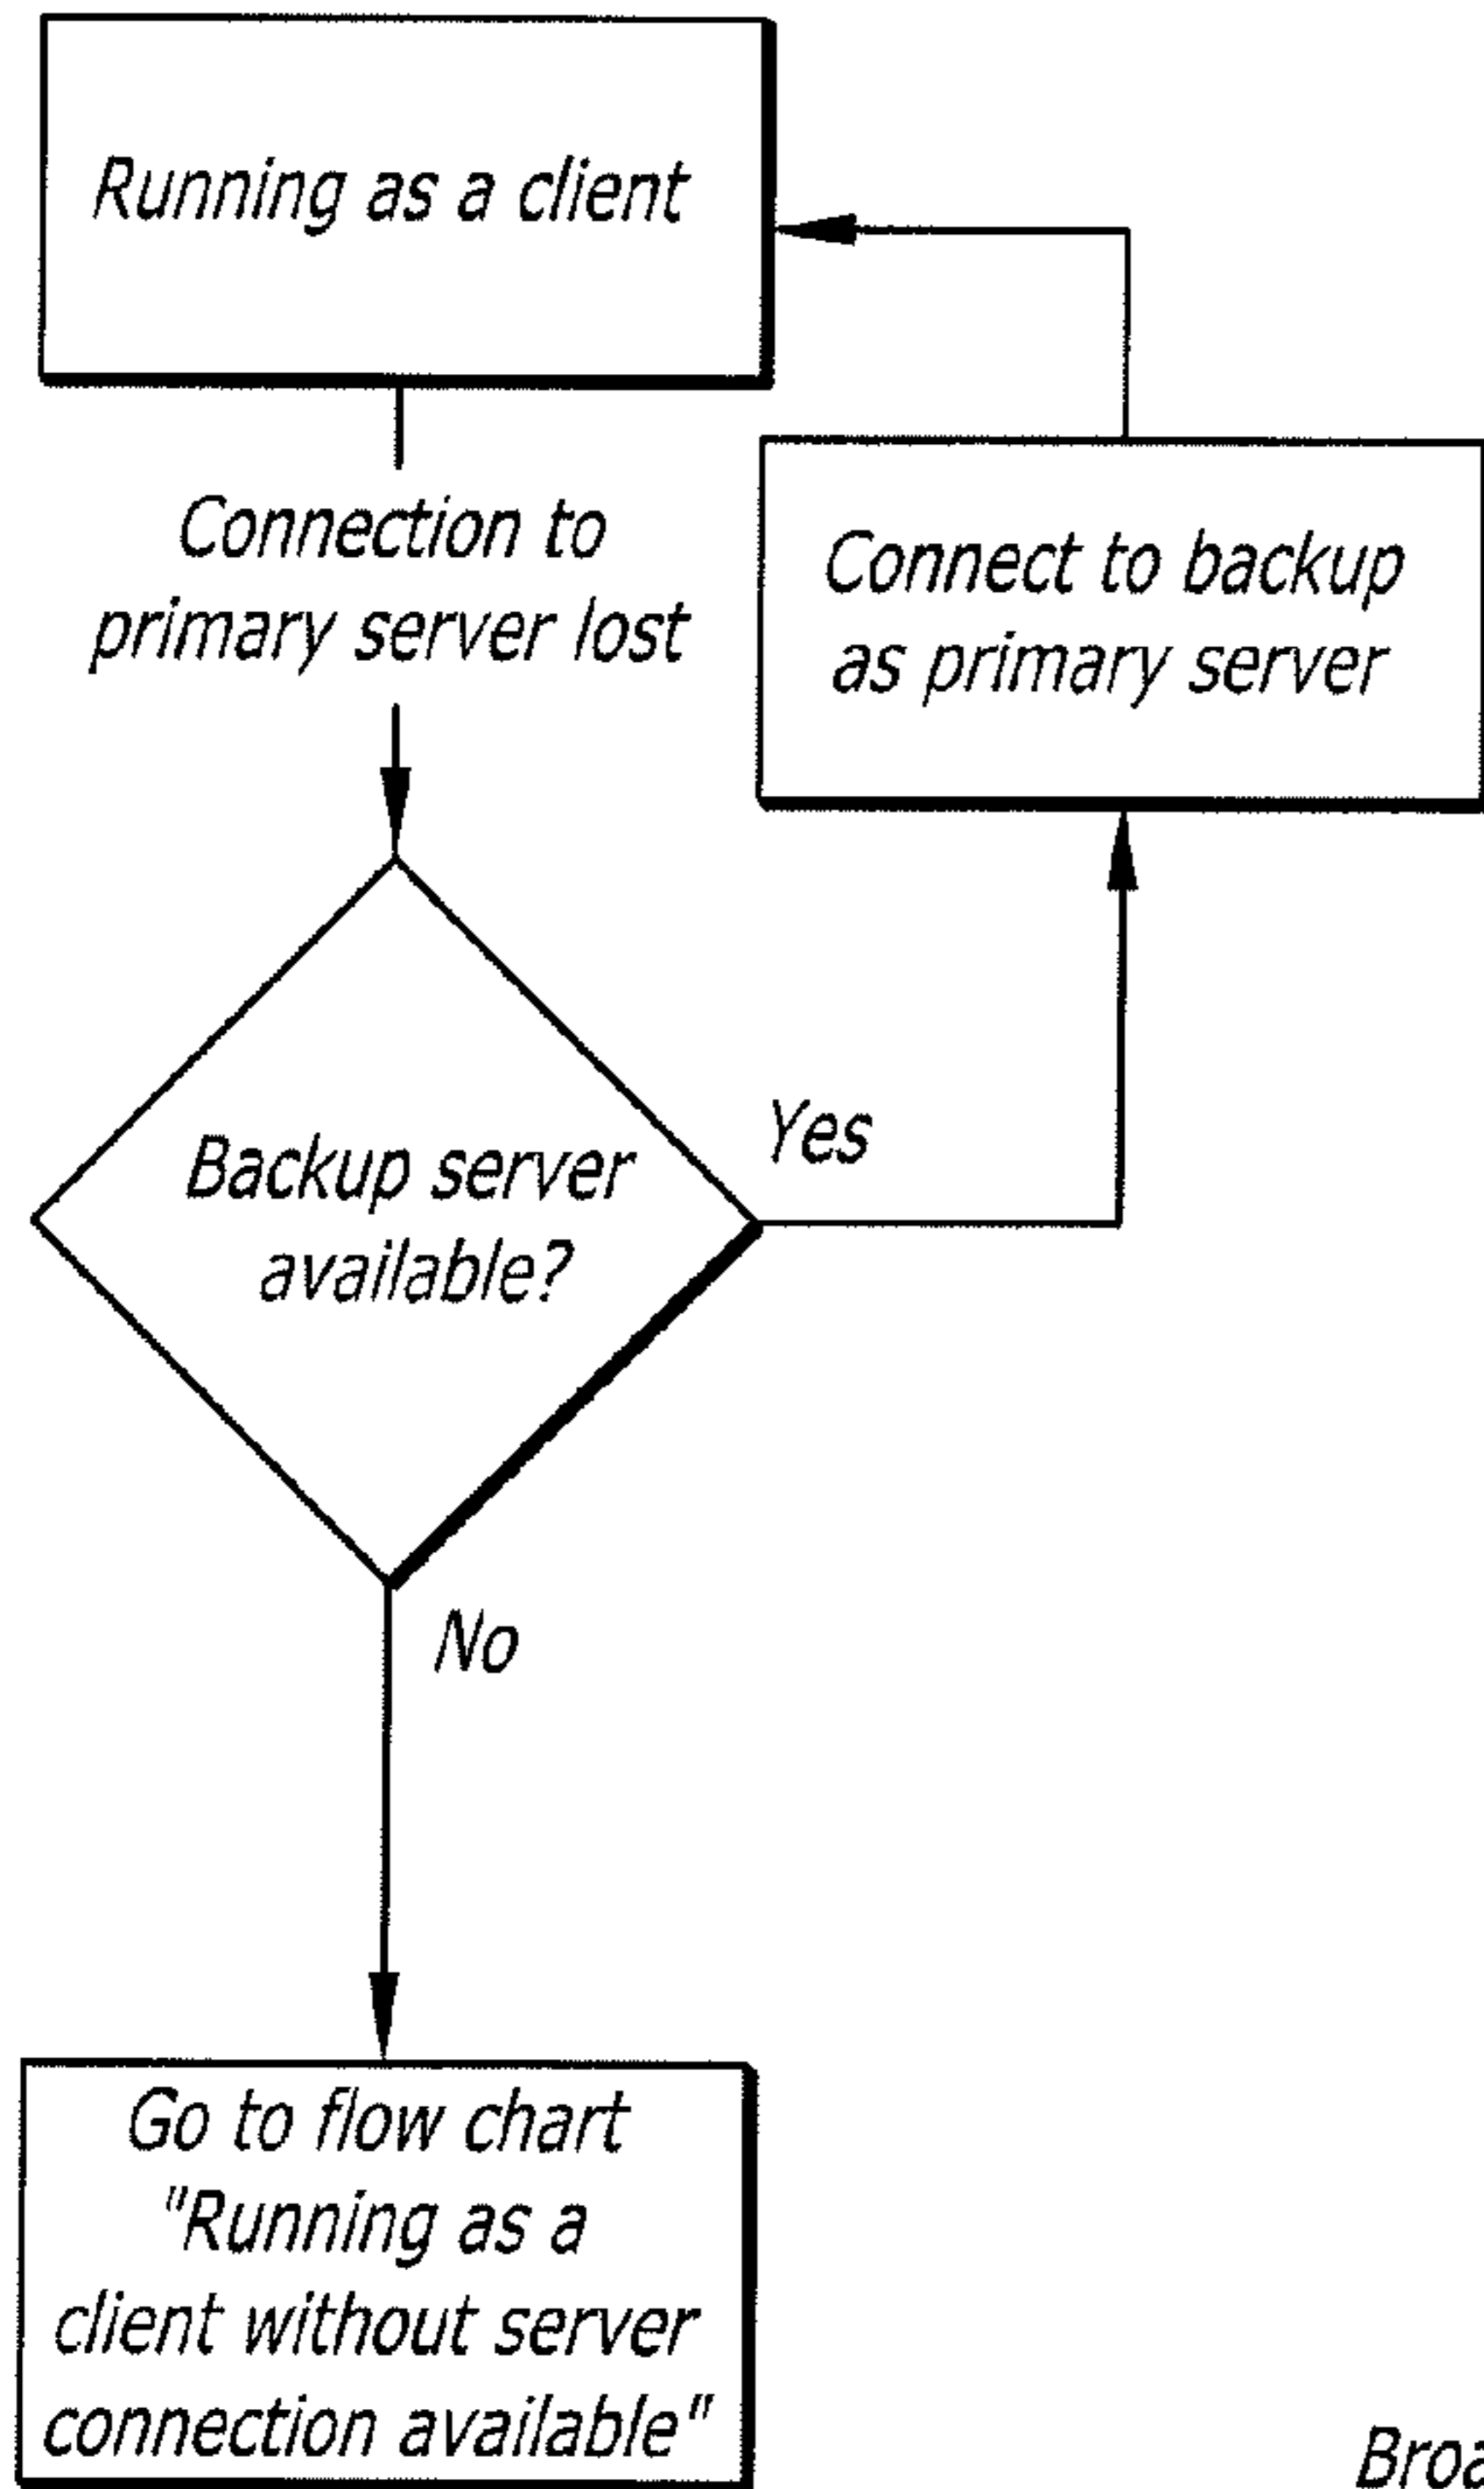 Running as a client
Connection to
primary server lost
Connect to backup
as primary server
Yes
Backup server
available?
No
Go to flow chart
"Running as a
client without server
connection available"